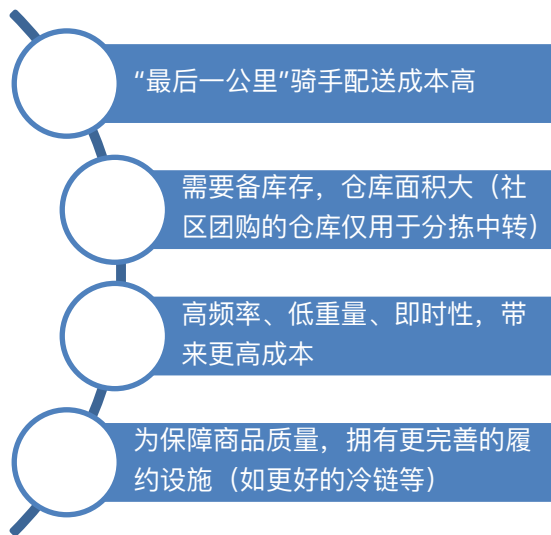 “最后一公里”骑手配送成本高
需要备库存，仓库面积大（社
区团购的仓库仅用于分拣中转）
高频率、低重量、即时性，带
来更高成本
为保障商品质量，拥有更完善的履
约设施（如更好的冷链等）